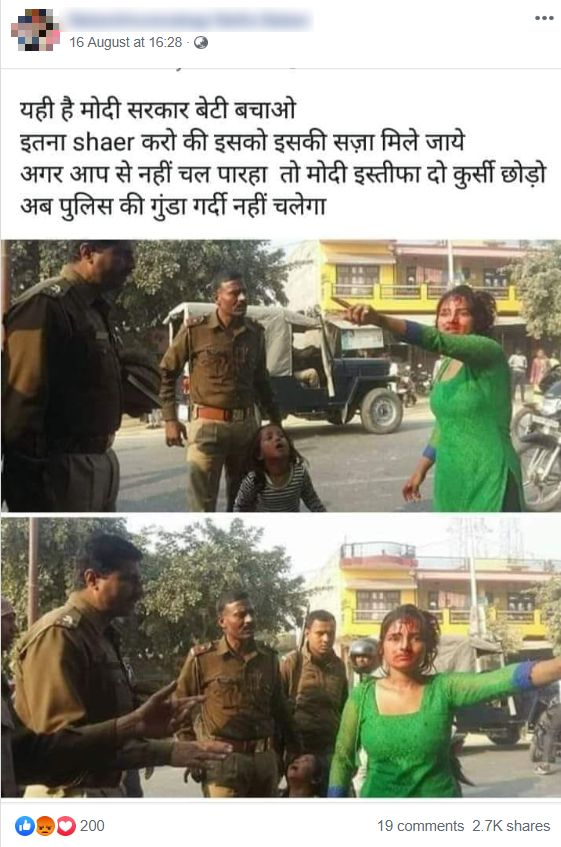 16 August at 16:28 ·
यही है मोदी सरकार बेटी बचाओ
इतना shaer करो की इसको इसकी सज़ा मिले जाये
अगर आप से नहीं चल पारहा तो मोदी इस्तीफा दो कुर्सी छोड़ो
अब पुलिस की गुंडा गर्दी नहीं चलेगा
200
19 comments 2.7K shares